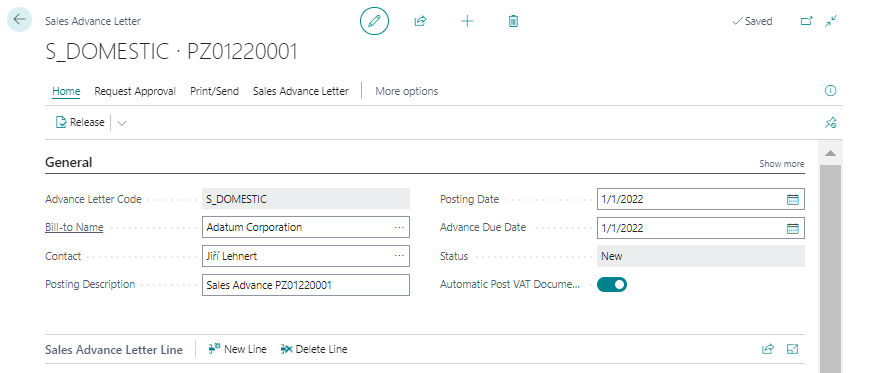 Sales Advance Letter
Saved
S_DOMESTIC · PZ01220001
Home Request Approval Print/Send Sales Advance Letter More options
Release
General Show more
Advance Letter Code S_DOMESTIC Posting Date 1/1/2022
Bill-to Name Adatum Corporation Advance Due Date 1/1/2022
Contact Jiří Lehnert Status New
Posting Description Sales Advance PZ01220001 Automatic Post VAT Docume...
Sales Advance Letter Line New Line Delete Line